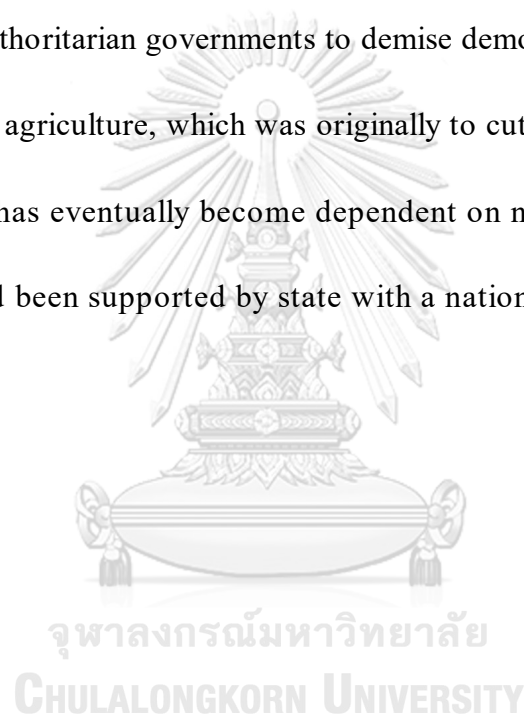 thoritarian governments to demise demo
agriculture, which was originally to cut
has eventually become dependent on n
d been supported by state with a nation
จุฬาลงกรณ์มหาวิทยาลัย
CHULALONGKORN UNIVERSITY